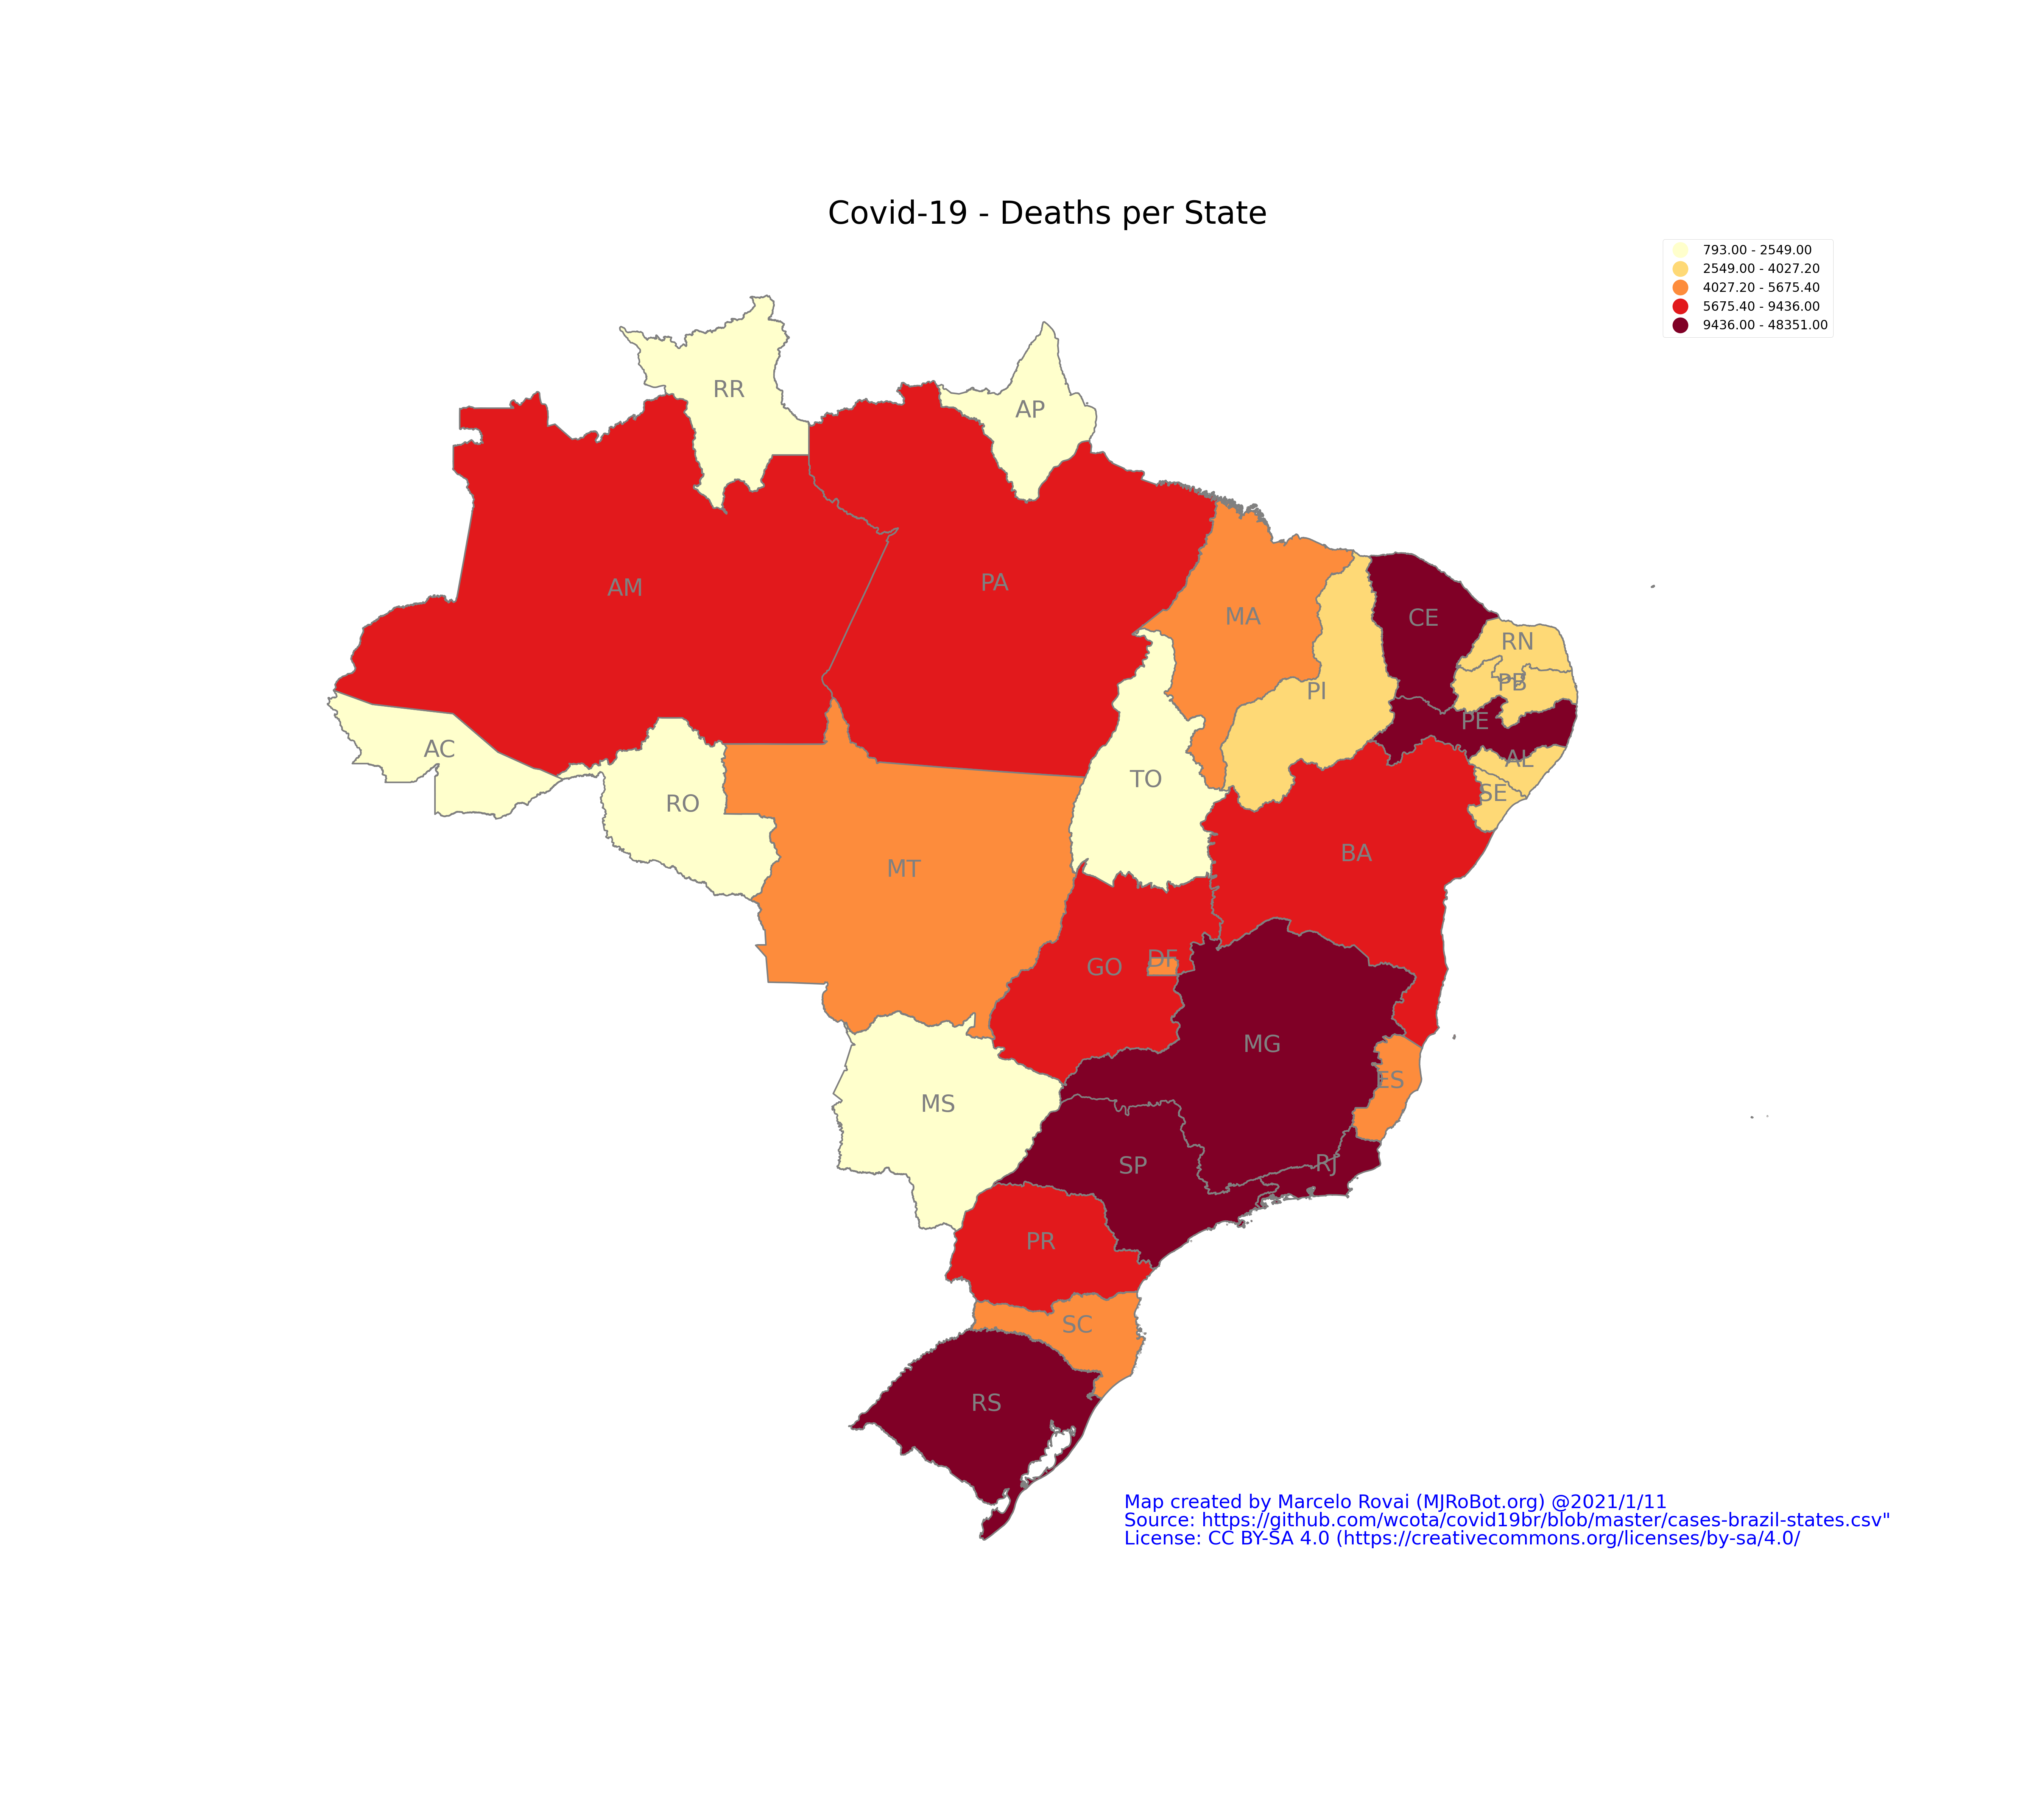 Covid-19 - Deaths per State
793.00 - 2549.00
2549.00 - 4027.20
4027.20 - 5675.40
5675.40 - 9436.00
9436.00 - 48351.00
RR
AP
AM
PA
MA
CE
RN
PI
PB
PE
AC
AL
TO
SE
RO
BA
MT
DF
GO
MG
ES
MS
RJ
SP
PR
SC
RS
Map created by Marcelo Rovai (MJRoBot.org) @2021/1/11
Source: https://github.com/wcota/covid19br/blob/master/cases-brazil-states.csv"
License: CC BY-SA 4.0 (https://creativecommons.org/licenses/by-sa/4.0/